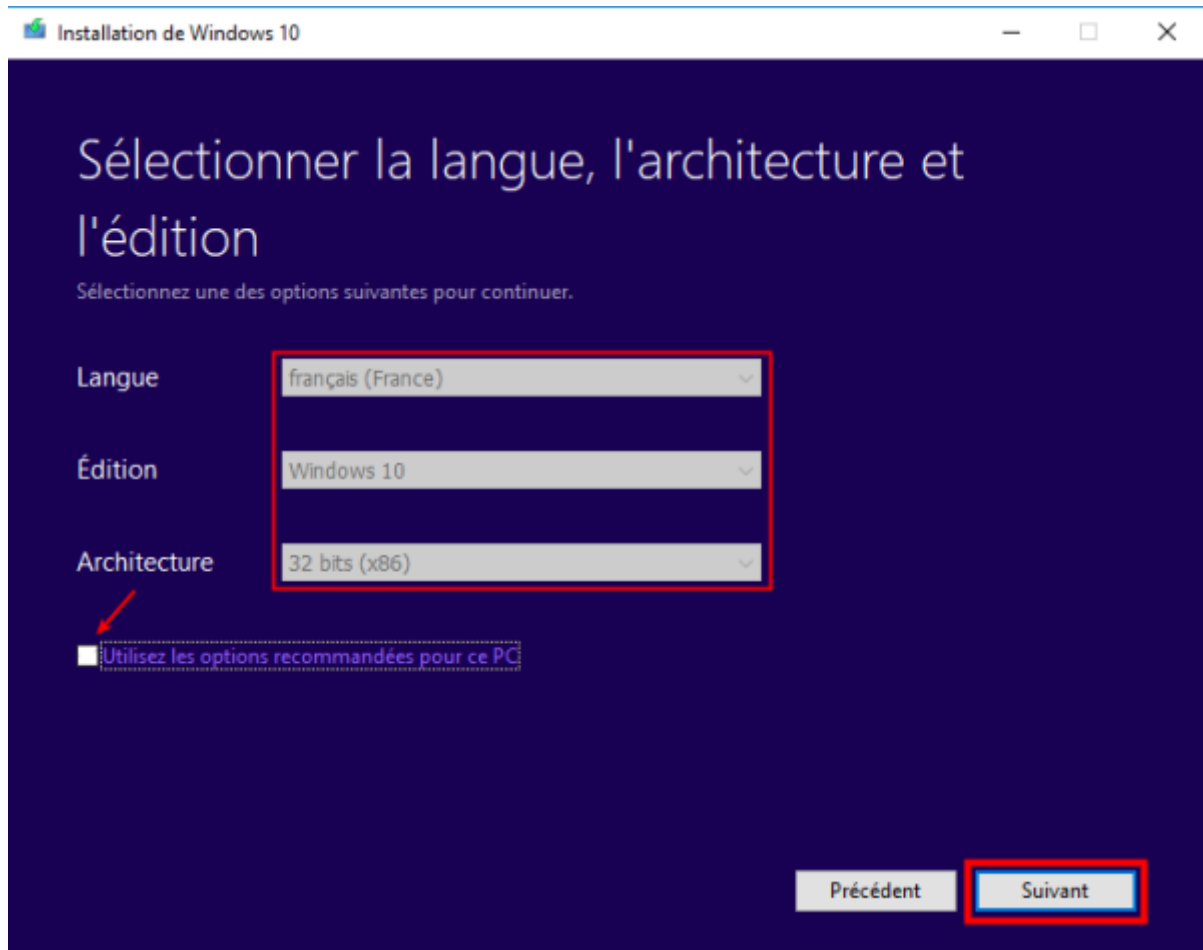 Installation de Windows 10
Sélectionner la langue, l'architecture et
l'édition
Sélectionnez une des options suivantes pour continuer.
Langue
français (France)
Édition
Windows 10
Architecture
32 bits (x86)
Utilisez les options recommandées pour ce PC
Précédent
Suivant